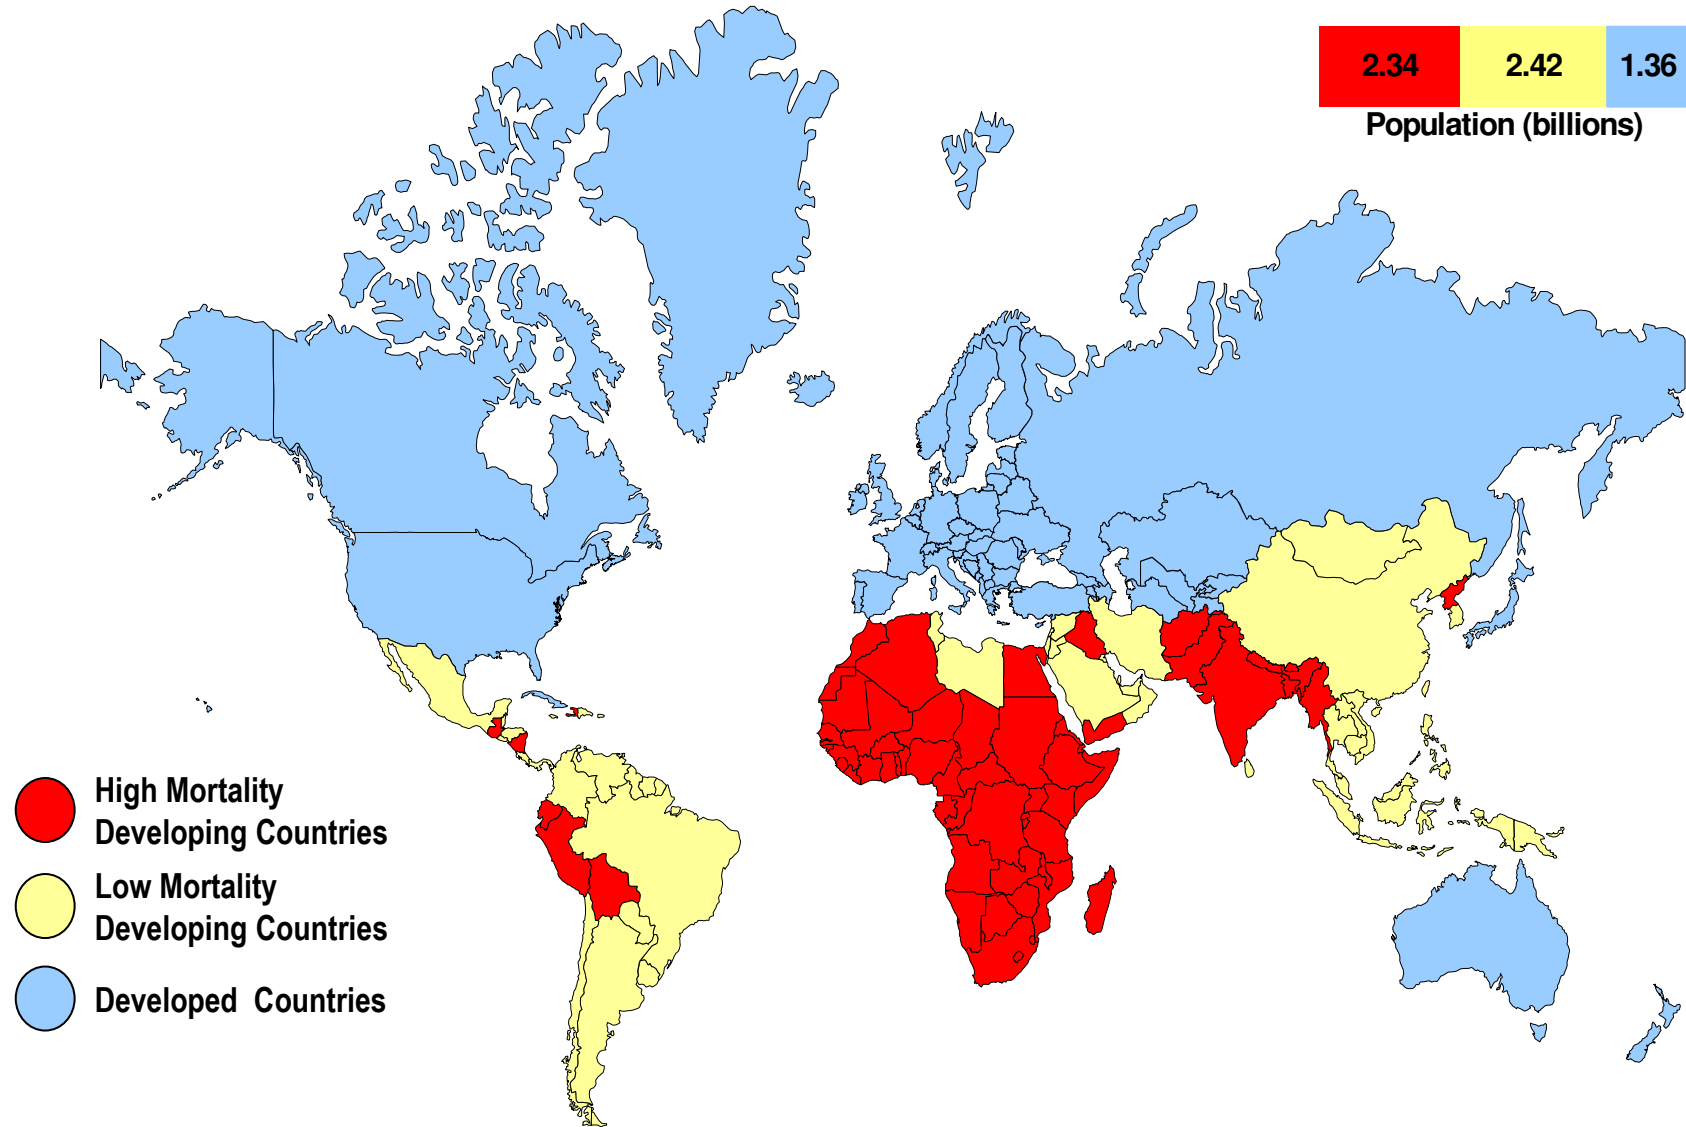 2.34 2.42 1.36
Population (billions)
High Mortality
Developing Countries
Low Mortality
Developing Countries
Developed Countries